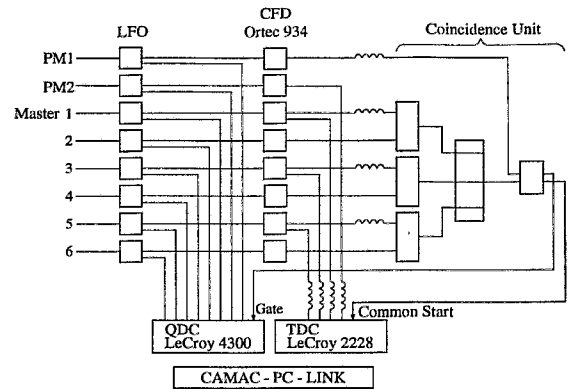 CFD
LFO
Ortec 934
Coincidence Unit
PM1
PM2
Master 1
2
3
4
5
6
Gate
Common Start
QDC
LeCroy 4300
TDC
LeCroy 2228
CAMAC - PC - LINK